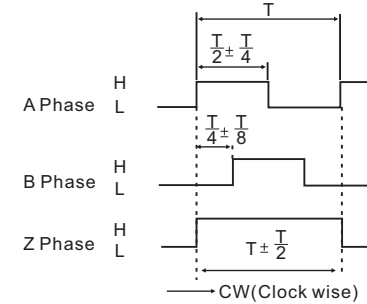 T
T/2 ± T/4
H
A Phase L
T/4 ± T/8
H
B Phase L
H
Z Phase L
T ± T/2
CW(Clock wise)